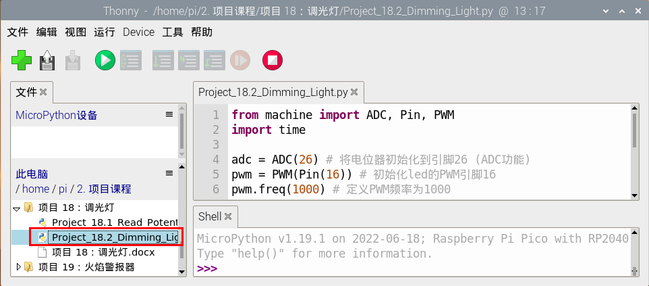 Thonny - /home/pi/2. 项目课程/项目 18：调光灯/Project_18.2_Dimming_Light.py @ 13 : 17
文件 编辑 视图 运行 Device 工具 帮助
文件
MicroPython设备
此电脑
/ home / pi / 2. 项目课程
项目 18：调光灯
Project_18.1_Read_Potent
Project_18.2_Dimming_Lig
项目 18：调光灯.docx
项目 19：火焰警报器
Project_18.2_Dimming_Light.py
1 from machine import ADC, Pin, PWM
2 import time
3
4 adc = ADC(26) # 将电位器初始化到引脚26 (ADC功能)
5 pwm = PWM(Pin(16)) # 初始化led的PWM引脚16
6 pwm.freq(1000) # 定义PWM频率为1000
Shell
MicroPython v1.19.1 on 2022-06-18; Raspberry Pi Pico with RP2040
Type "help()" for more information.
>>>